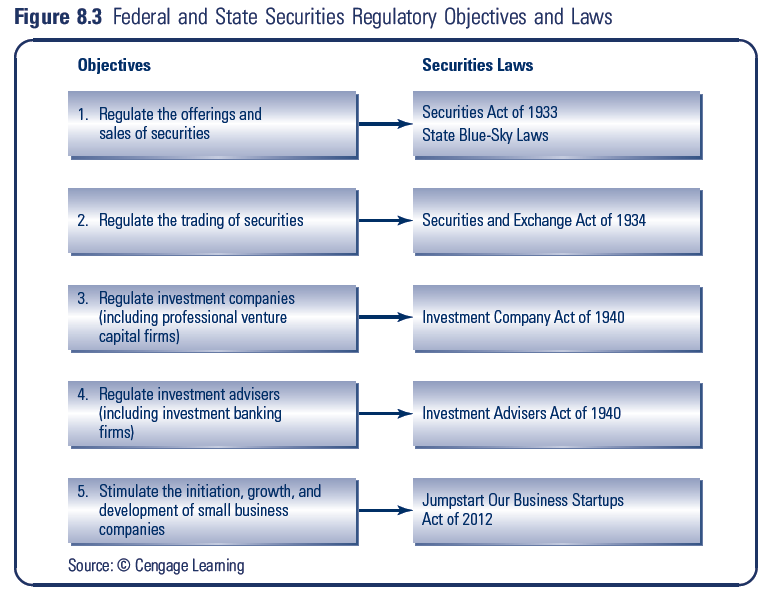 Figure 8.3 Federal and State Securities Regulatory Objectives and Laws
Objectives
Securities Laws
1. Regulate the offerings and
sales of securities
Securities Act of 1933
State Blue-Sky Laws
2. Regulate the trading of securities
Securities and Exchange Act of 1934
3. Regulate investment companies
(including professional venture
capital firms)
Investment Company Act of 1940
4. Regulate investment advisers
(including investment banking
firms)
Investment Advisers Act of 1940
5. Stimulate the initiation, growth, and
development of small business
companies
Jumpstart Our Business Startups
Act of 2012
Source: © Cengage Learning